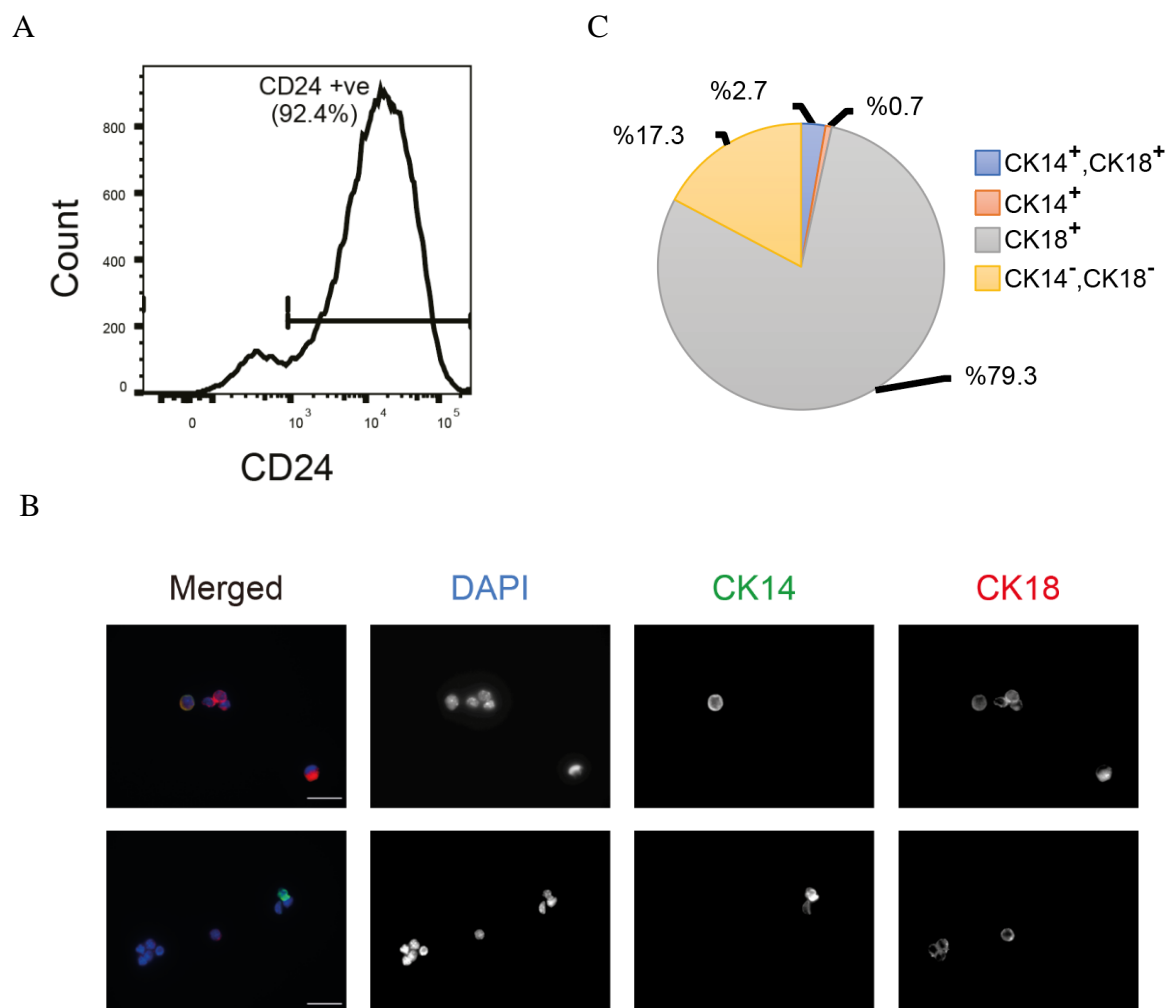 A
CD24 +ve
(92.4%)
Count
800
600
400
200
0
0
10³
10⁴
10⁵
CD24
C
%2.7
%0.7
%17.3
%79.3
CK14⁺,CK18⁺
CK14⁺
CK18⁺
CK14⁻,CK18⁻
B
Merged
DAPI
CK14
CK18